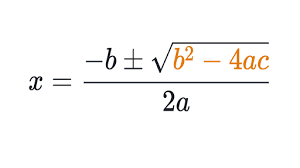 x = (−b ± √(b² − 4ac)) / 2a